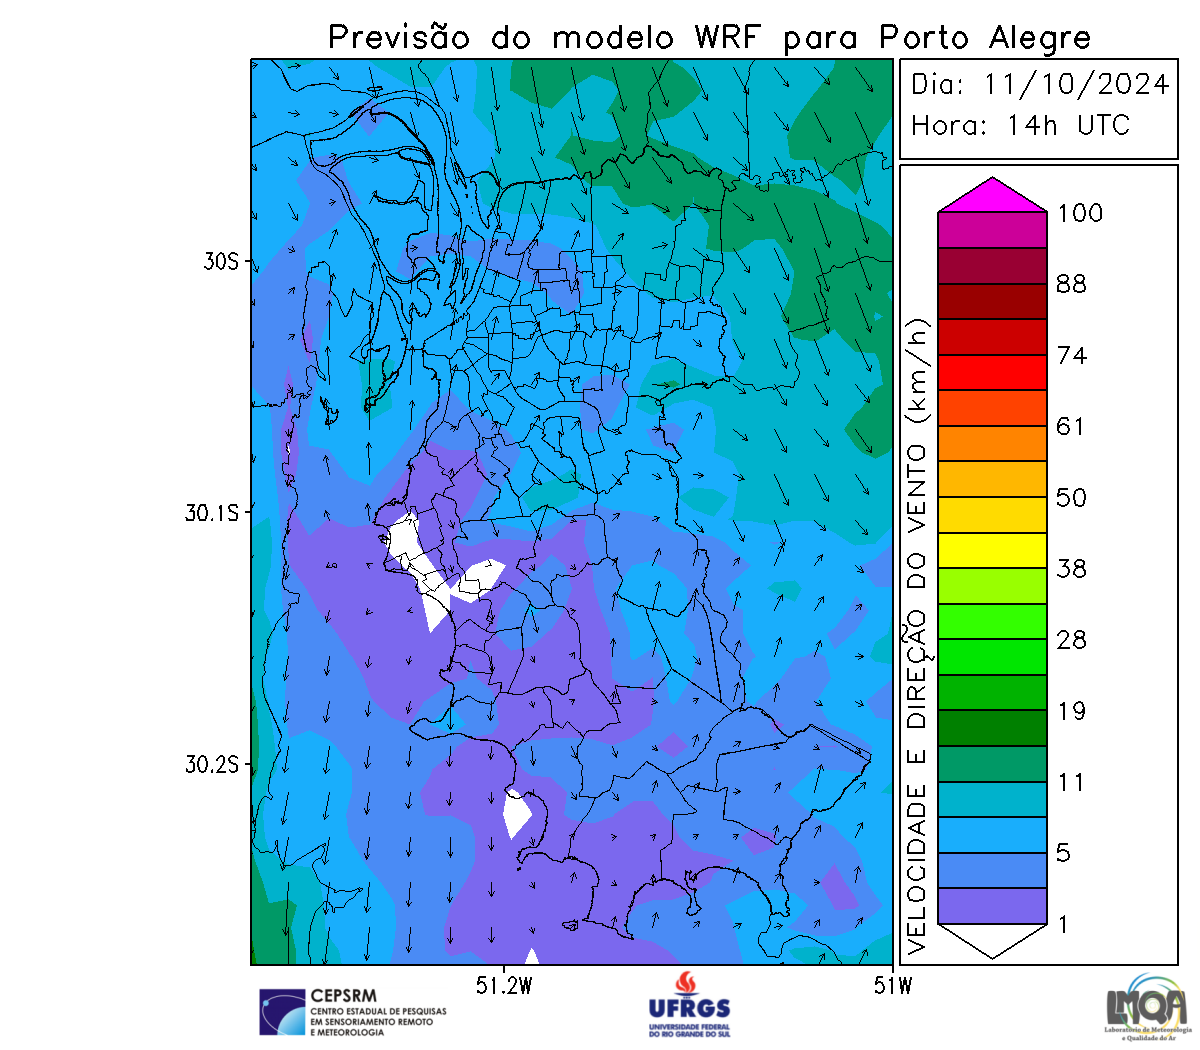 Previsão do modelo WRF para Porto Alegre
Dia: 11/10/2024
Hora: 14h UTC
30S
30.1S
30.2S
51.2W
51W
VELOCIDADE E DIREÇÃO DO VENTO (km/h)
100
88
74
61
50
38
28
19
11
5
1
CEPSRM
CENTRO ESTADUAL DE PESQUISAS
EM SENSORIAMENTO REMOTO
E METEOROLOGIA
UFRGS
UNIVERSIDADE FEDERAL
DO RIO GRANDE DO SUL
LMQA
Laboratório de Meteorologia
e Qualidade do Ar